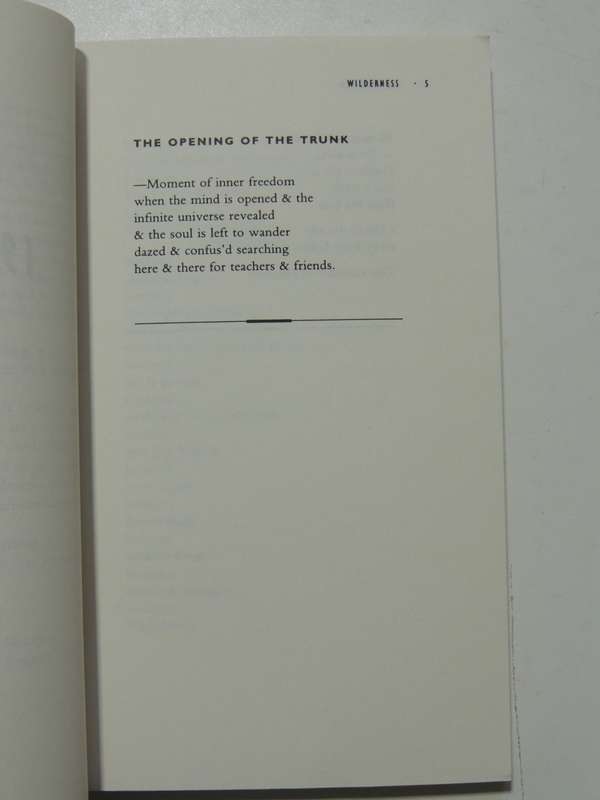 WILDERNESS · 5
THE OPENING OF THE TRUNK
—Moment of inner freedom
when the mind is opened & the
infinite universe revealed
& the soul is left to wander
dazed & confus'd searching
here & there for teachers & friends.